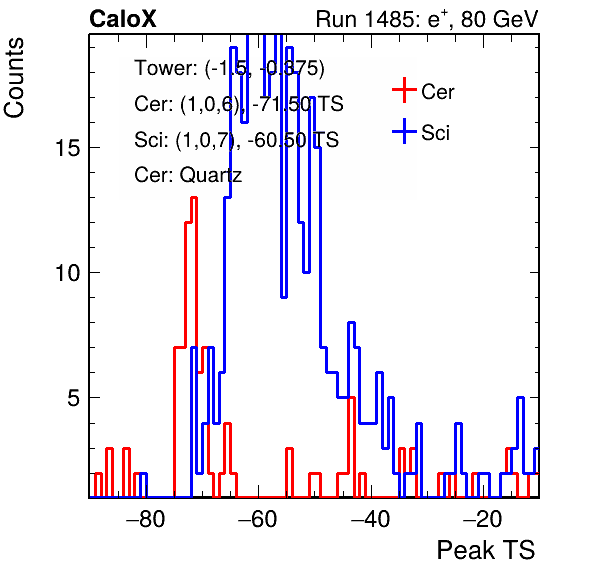 CaloX Run 1485: e⁺, 80 GeV
Counts
Tower: (-1.5, -0.375)
Cer: (1,0,6), -71.50 TS
Sci: (1,0,7), -60.50 TS
Cer: Quartz
Cer
Sci
15
10
5
−80 −60 −40 −20
Peak TS